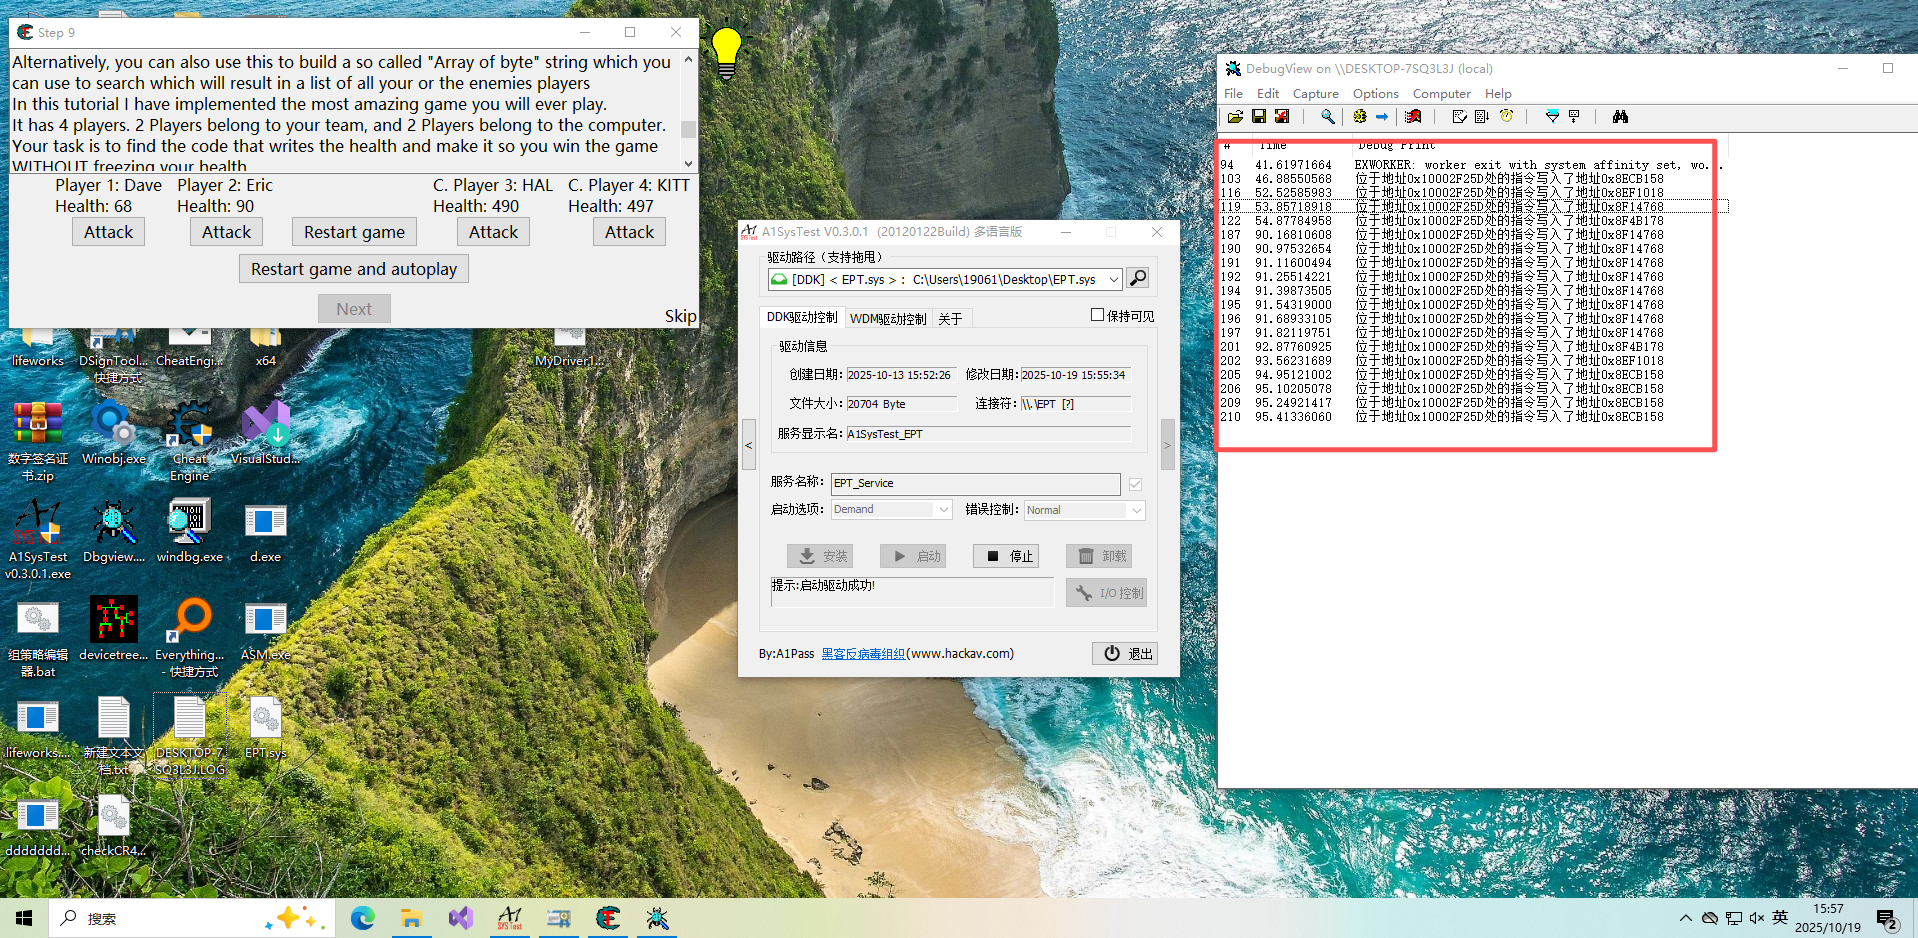 Step 9
Alternatively, you can also use this to build a so called "Array of byte" string which you
can use to search which will result in a list of all your or the enemies players
In this tutorial I have implemented the most amazing game you will ever play.
It has 4 players. 2 Players belong to your team, and 2 Players belong to the computer.
Your task is to find the code that writes the health and make it so you win the game
WITHOUT freezing your health
Player 1: Dave
Player 2: Eric
C. Player 3: HAL
C. Player 4: KITT
Health: 68
Health: 90
Health: 490
Health: 497
Attack
Attack
Restart game
Attack
Attack
Restart game and autoplay
Next
Skip
lifeworks
DSignTool...
- 快捷方式
CheatEngi...
x64
MyDriver1...
数字签名证
书.zip
Winobj.exe
Cheat
Engine
VisualStud...
A1SysTest
v0.3.0.1.exe
Dbgview....
windbg.exe
d.exe
组策略编辑
器.bat
devicetree...
Everything...
- 快捷方式
ASM.exe
lifeworks....
新建文本文
档.txt
DESKTOP-7
SQ3L3J.LOG
EPT.sys
ddddddd...
checkCR4...
A1SysTest V0.3.0.1 (20120122Build) 多语言版
驱动路径（支持拖甩）
[DDK] < EPT.sys > : C:\Users\19061\Desktop\EPT.sys
DDK驱动控制
WDM驱动控制
关于
保持可见
驱动信息
创建日期: 2025-10-13 15:52:26
修改日期: 2025-10-19 15:55:34
文件大小: 20704 Byte
连接符: \\.\EPT [?]
服务显示名: A1SysTest_EPT
<
>
服务名称: EPT_Service
启动选项: Demand
错误控制: Normal
安装
启动
停止
卸载
提示:启动驱动成功!
I/O 控制
By:A1Pass 黑客反病毒组织(www.hackav.com)
退出
DebugView on \\DESKTOP-7SQ3L3J (local)
File Edit Capture Options Computer Help
# Time Debug Print
94 41.61971664 EXWORKER: worker exit with system affinity set, wo...
103 46.88550568 位于地址0x10002F25D处的指令写入了地址0x8ECB158
116 52.52585983 位于地址0x10002F25D处的指令写入了地址0x8EF1018
119 53.85718918 位于地址0x10002F25D处的指令写入了地址0x8F14768
122 54.87784958 位于地址0x10002F25D处的指令写入了地址0x8F4B178
187 90.16810608 位于地址0x10002F25D处的指令写入了地址0x8F14768
190 90.97532654 位于地址0x10002F25D处的指令写入了地址0x8F14768
191 91.11600494 位于地址0x10002F25D处的指令写入了地址0x8F14768
192 91.25514221 位于地址0x10002F25D处的指令写入了地址0x8F14768
194 91.39873505 位于地址0x10002F25D处的指令写入了地址0x8F14768
195 91.54319000 位于地址0x10002F25D处的指令写入了地址0x8F14768
196 91.68933105 位于地址0x10002F25D处的指令写入了地址0x8F14768
197 91.82119751 位于地址0x10002F25D处的指令写入了地址0x8F14768
201 92.87760925 位于地址0x10002F25D处的指令写入了地址0x8F4B178
202 93.56231689 位于地址0x10002F25D处的指令写入了地址0x8EF1018
205 94.95121002 位于地址0x10002F25D处的指令写入了地址0x8ECB158
206 95.10205078 位于地址0x10002F25D处的指令写入了地址0x8ECB158
209 95.24921417 位于地址0x10002F25D处的指令写入了地址0x8ECB158
210 95.41336060 位于地址0x10002F25D处的指令写入了地址0x8ECB158
搜索
英
15:57
2025/10/19
2